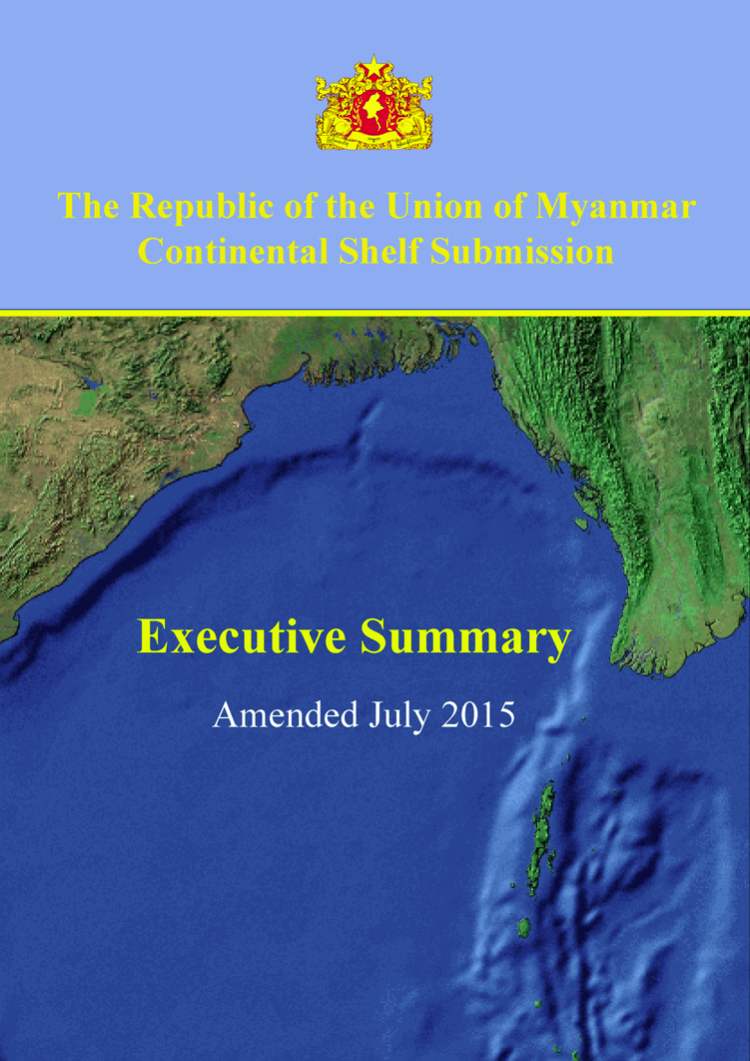 The Republic of the Union of Myanmar
Continental Shelf Submission
Executive Summary
Amended July 2015